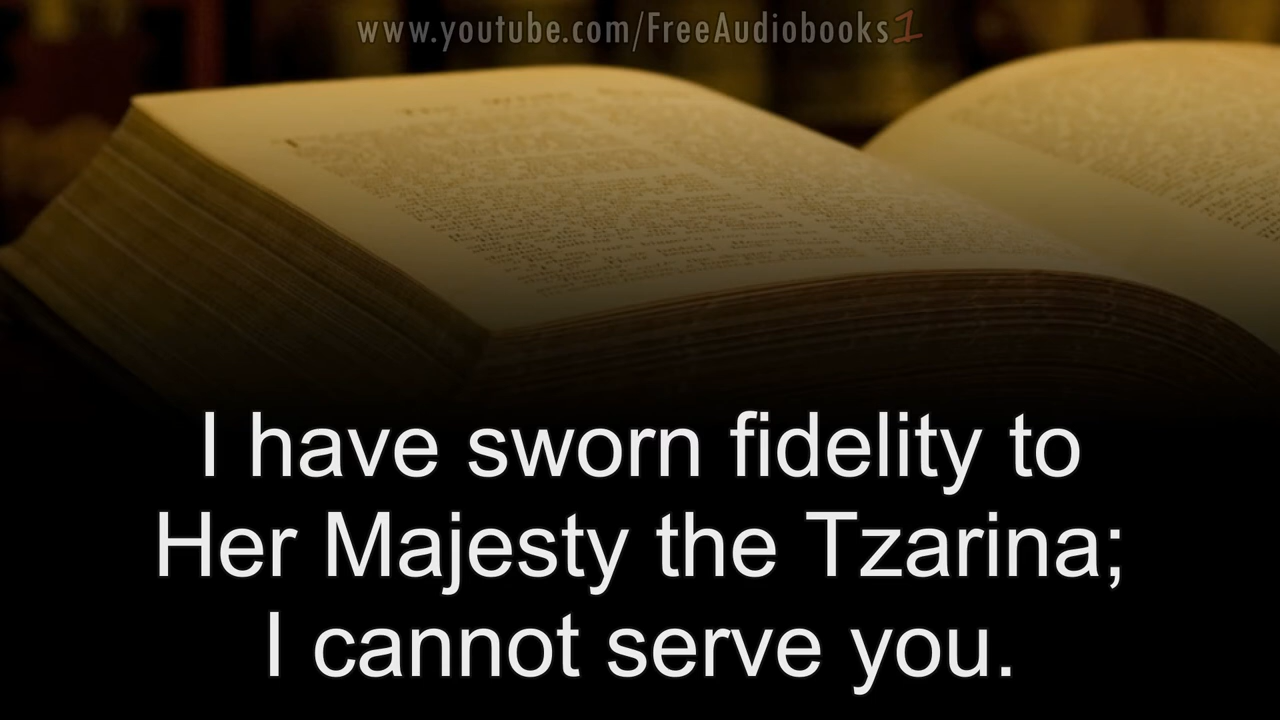 www.youtube.com/FreeAudiobooks1
I have sworn fidelity to
Her Majesty the Tzarina;
I cannot serve you.